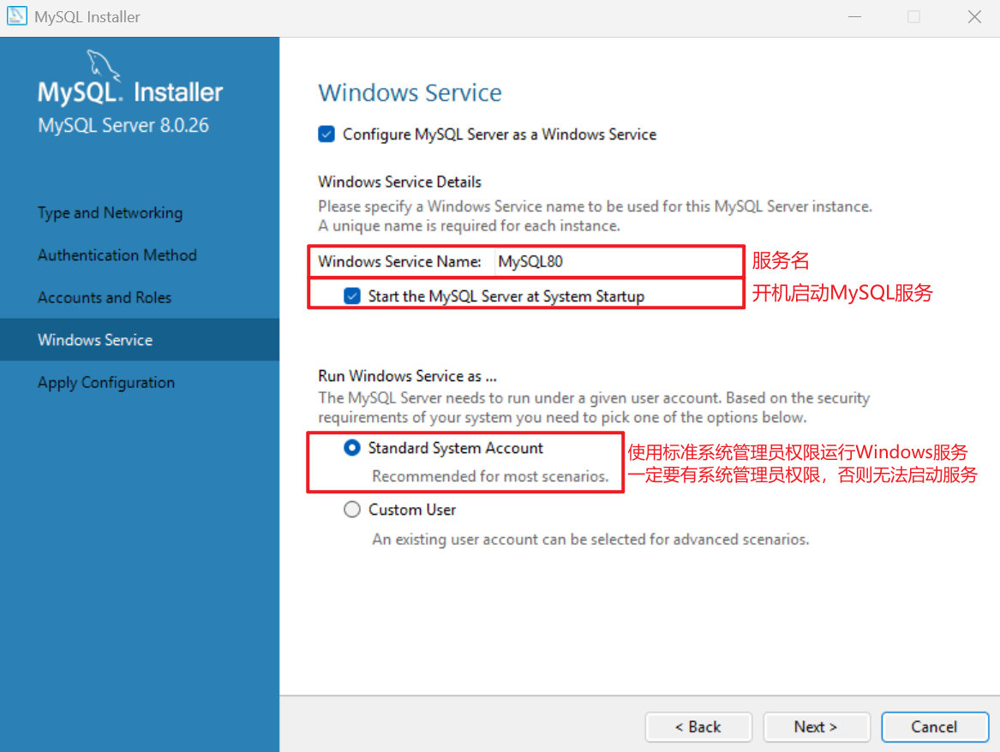 MySQL Installer
MySQL. Installer
MySQL Server 8.0.26
Type and Networking
Authentication Method
Accounts and Roles
Windows Service
Apply Configuration
Windows Service
Configure MySQL Server as a Windows Service
Windows Service Details
Please specify a Windows Service name to be used for this MySQL Server instance.
A unique name is required for each instance.
Windows Service Name: MySQL80 服务名
Start the MySQL Server at System Startup 开机启动MySQL服务
Run Windows Service as ...
The MySQL Server needs to run under a given user account. Based on the security
requirements of your system you need to pick one of the options below.
Standard System Account 使用标准系统管理员权限运行Windows服务
Recommended for most scenarios. 一定要有系统管理员权限，否则无法启动服务
Custom User
An existing user account can be selected for advanced scenarios.
< Back Next > Cancel